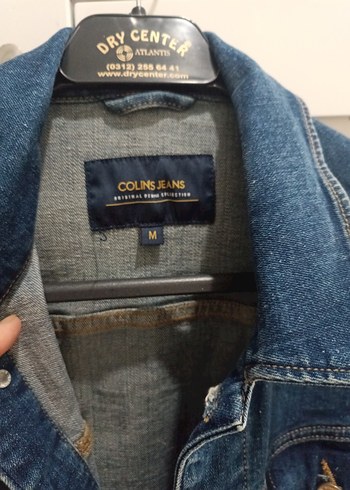 DRY CENTER
ATLANTIS
(0312) 255 64 41
www.drycenter.com
COLINS JEANS
ORIGINAL DENIM COLLECTION
M